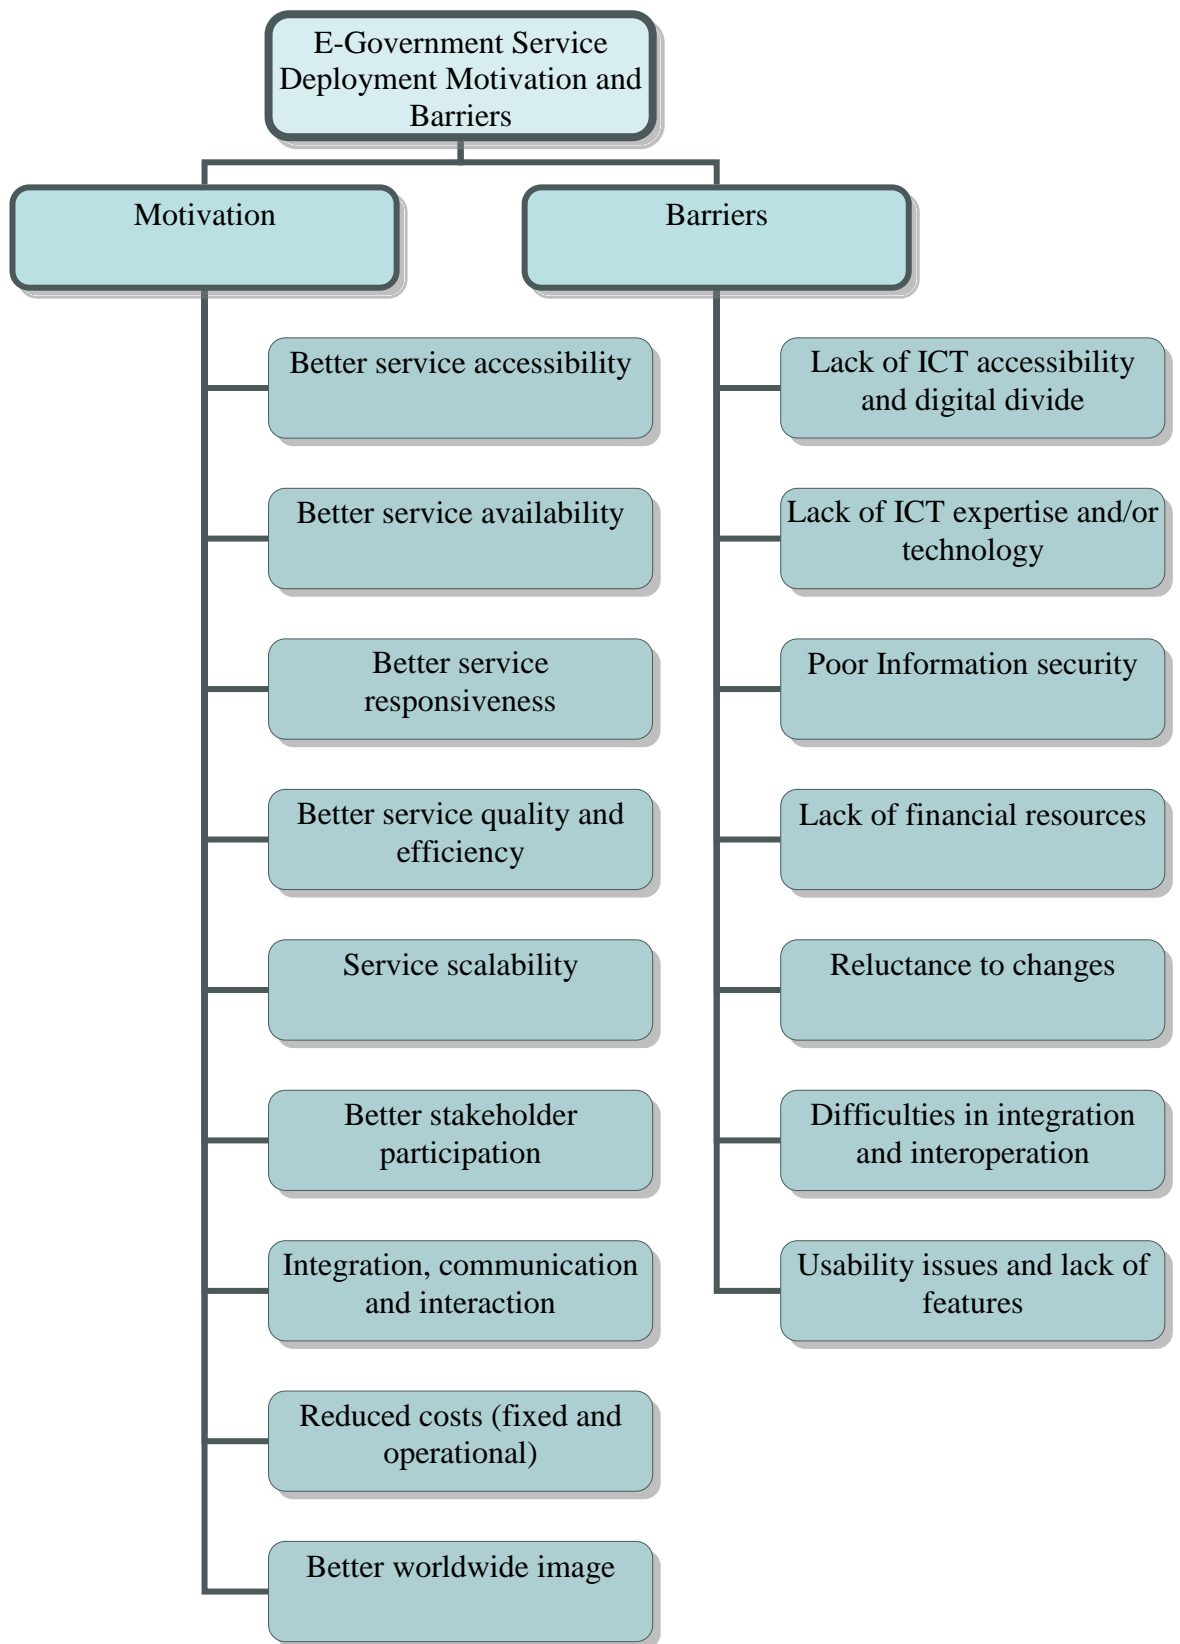 E-Government Service
Deployment Motivation and
Barriers
Motivation
Better service accessibility
Better service availability
Better service
responsiveness
Better service quality and
efficiency
Service scalability
Better stakeholder
participation
Integration, communication
and interaction
Reduced costs (fixed and
operational)
Better worldwide image
Barriers
Lack of ICT accessibility
and digital divide
Lack of ICT expertise and/or
technology
Poor Information security
Lack of financial resources
Reluctance to changes
Difficulties in integration
and interoperation
Usability issues and lack of
features